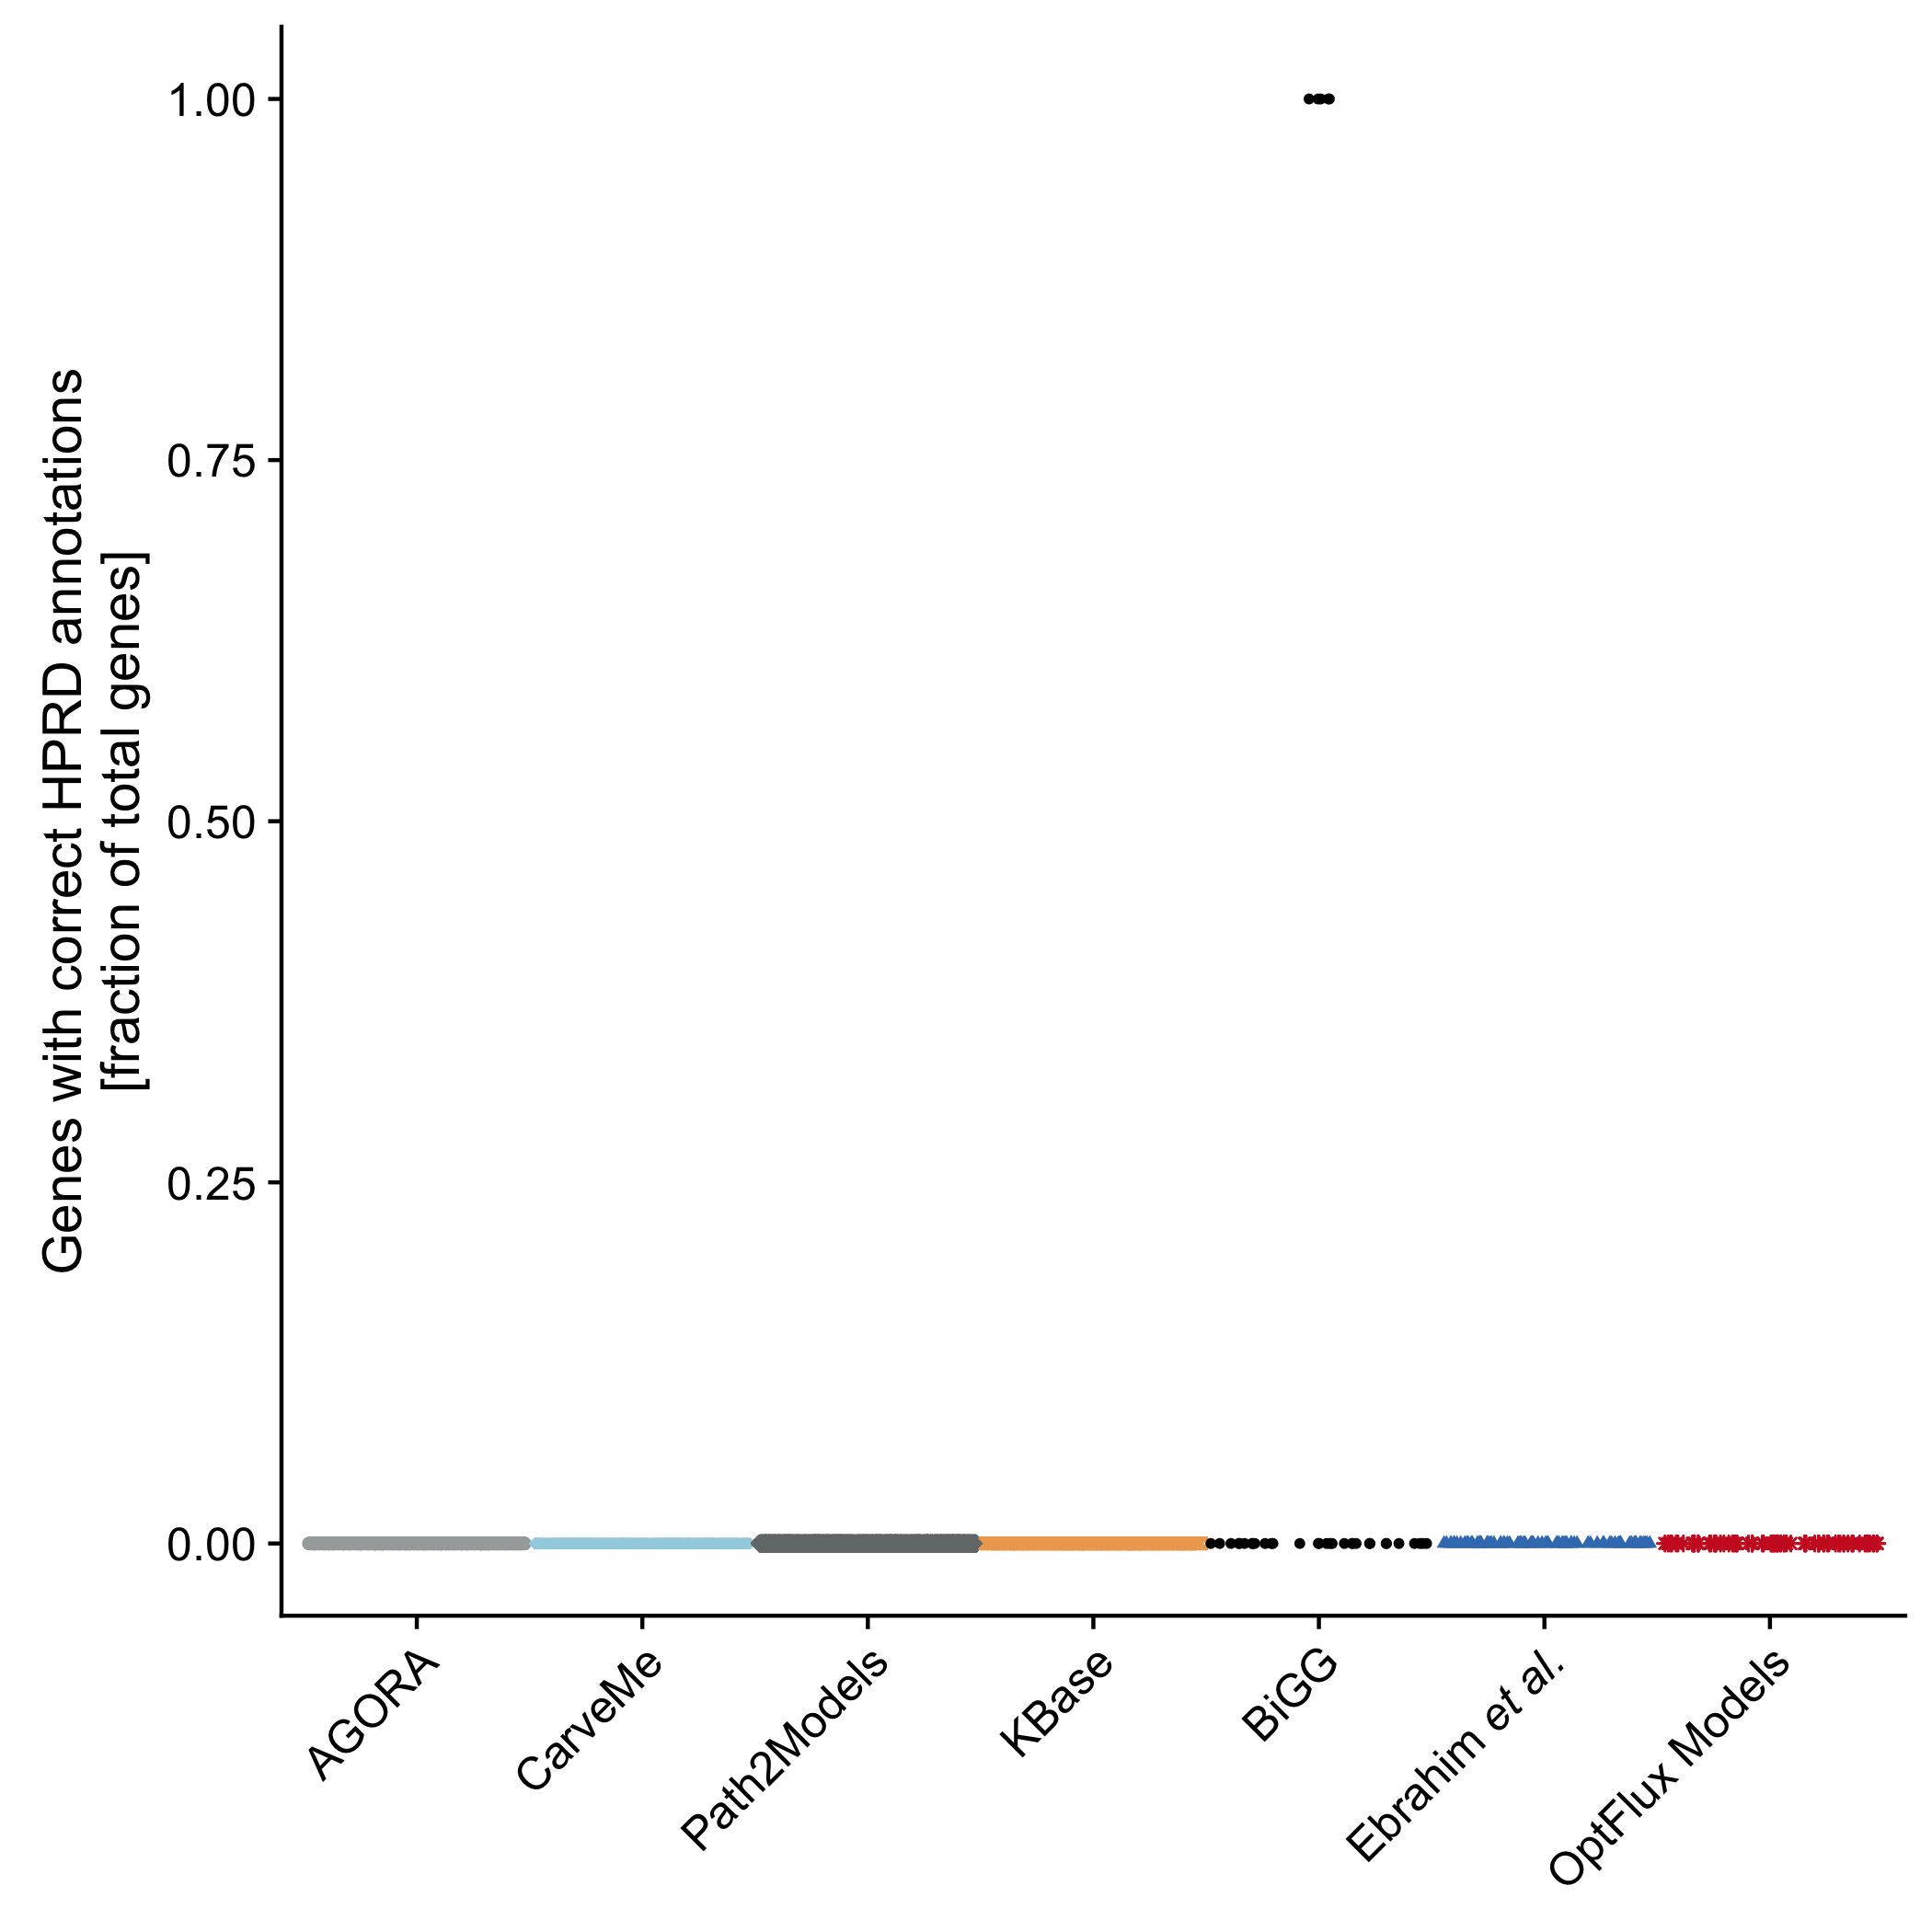 Genes with correct HPRD annotations
[fraction of total genes]
1.00
0.75
0.50
0.25
0.00
AGORA
CarveMe
Path2Models
KBase
BiGG
Ebrahim et al.
OptFlux Models